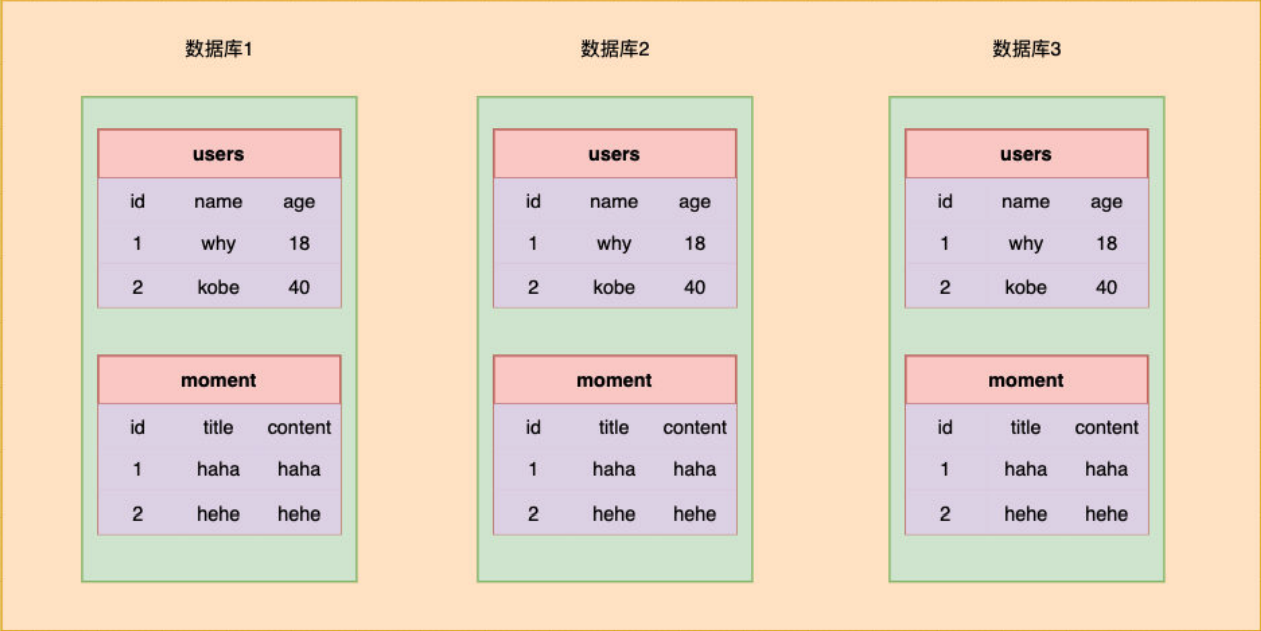 数据库1 数据库2 数据库3
users users users
id name age id name age id name age
1 why 18 1 why 18 1 why 18
2 kobe 40 2 kobe 40 2 kobe 40
moment moment moment
id title content id title content id title content
1 haha haha 1 haha haha 1 haha haha
2 hehe hehe 2 hehe hehe 2 hehe hehe